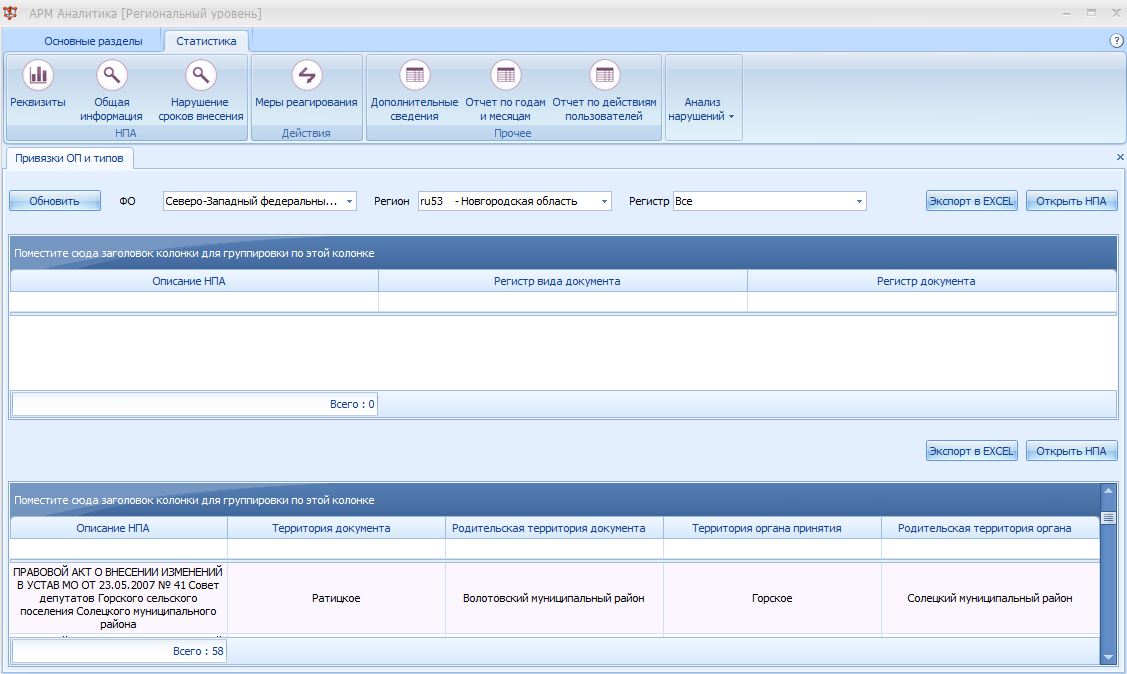 АРМ Аналитика [Региональный уровень]
Основные разделы
Статистика
?
Реквизиты
Общая
информация
Нарушение
сроков внесения
НПА
Меры реагирования
Действия
Дополнительные
сведения
Отчет по годам
и месяцам
Отчет по действиям
пользователей
Прочее
Анализ
нарушений
Привязки ОП и типов
Обновить
ФО
Северо-Западный федеральны...
Регион
ru53 - Новгородская область
Регистр
Все
Экспорт в EXCEL
Открыть НПА
Поместите сюда заголовок колонки для группировки по этой колонке
Описание НПА
Регистр вида документа
Регистр документа
Всего : 0
Экспорт в EXCEL
Открыть НПА
Поместите сюда заголовок колонки для группировки по этой колонке
Описание НПА
Территория документа
Родительская территория документа
Территория органа принятия
Родительская территория органа
ПРАВОВОЙ АКТ О ВНЕСЕНИИ ИЗМЕНЕНИЙ
В УСТАВ МО ОТ 23.05.2007 № 41 Совет
депутатов Горского сельского
поселения Солецкого муниципального
района
Ратицкое
Волотовский муниципальный район
Горское
Солецкий муниципальный район
Всего : 58